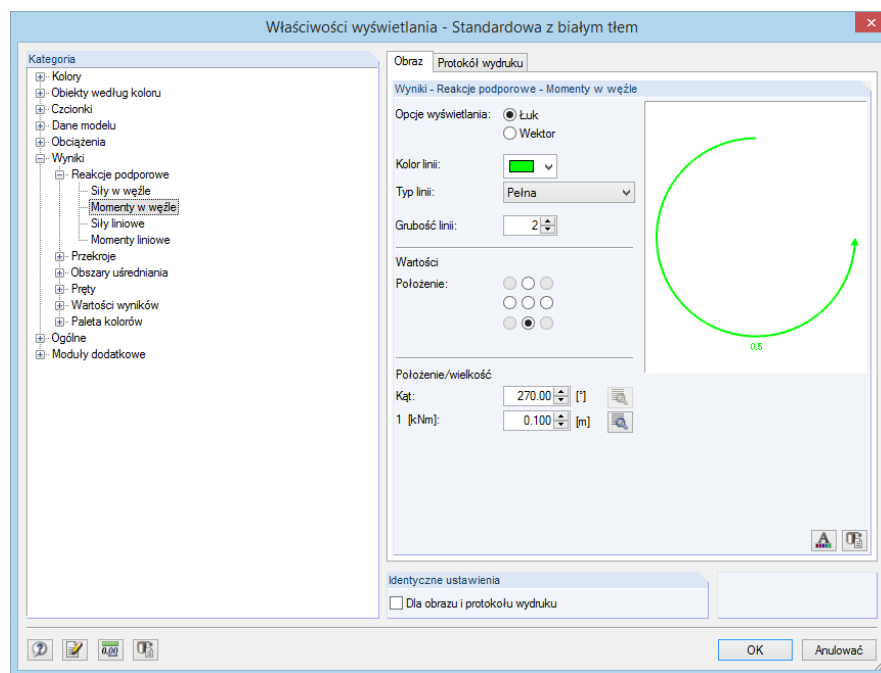 Właściwości wyświetlania - Standardowa z białym tłem
Kategoria
Kolory
Obiekty według koloru
Czcionki
Dane modelu
Obciążenia
Wyniki
Reakcje podporowe
Siły w węźle
Momenty w węźle
Siły liniowe
Momenty liniowe
Przekroje
Obszary uśredniania
Pręty
Wartości wyników
Paleta kolorów
Ogólne
Moduły dodatkowe
Obraz Protokół wydruku
Wyniki - Reakcje podporowe - Momenty w węźle
Opcje wyświetlania: Łuk
Wektor
Kolor linii:
Typ linii: Pełna
Grubość linii: 2
Wartości
Położenie:
Położenie/wielkość
Kąt: 270.00 [°]
1 [kNm]: 0.100 [m]
0.5
A
Identyczne ustawienia
Dla obrazu i protokołu wydruku
0.00
OK Anulować